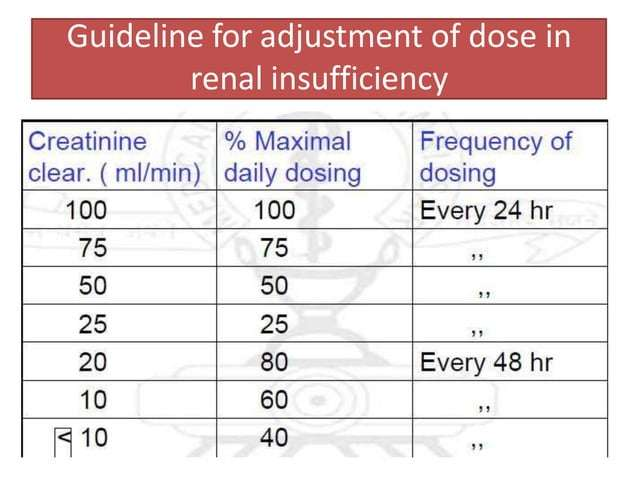 Guideline for adjustment of dose in
renal insufficiency
Creatinine clear. ( ml/min) % Maximal daily dosing Frequency of dosing
100 100 Every 24 hr
75 75 ,,
50 50 ,,
25 25 ,,
20 80 Every 48 hr
10 60 ,,
< 10 40 ,,